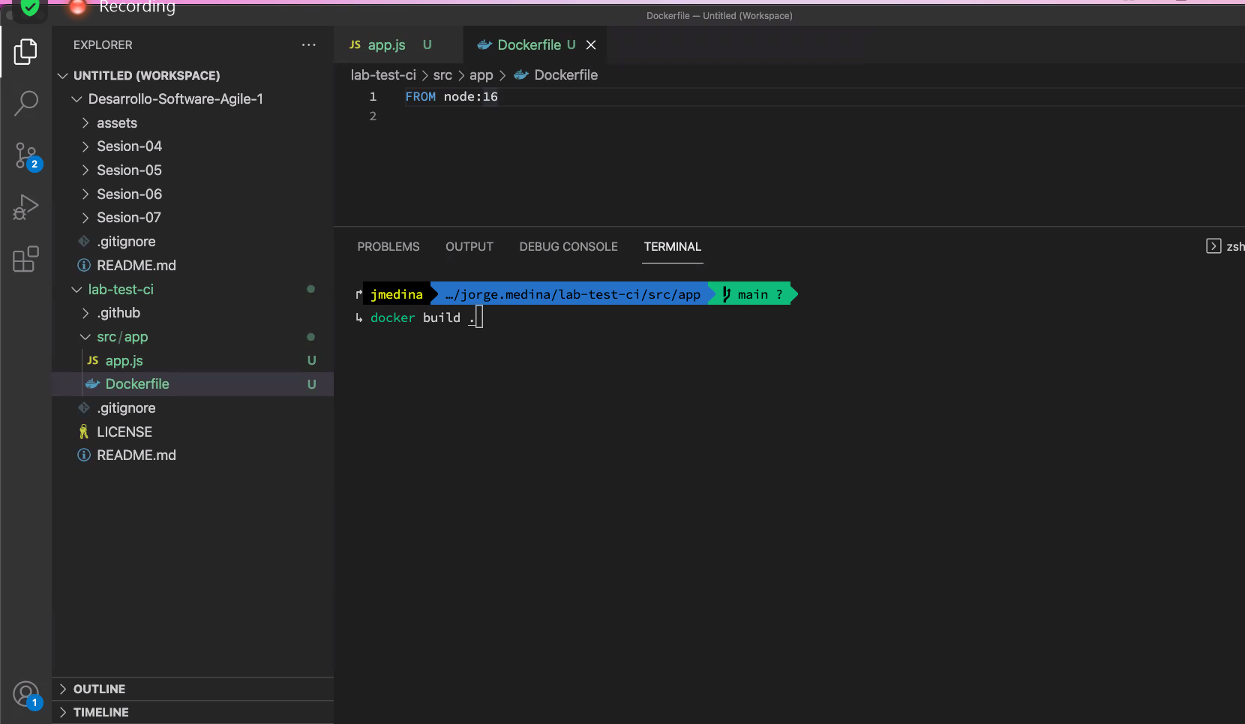 Recording
Dockerfile — Untitled (Workspace)
EXPLORER
JS app.js U
Dockerfile U
UNTITLED (WORKSPACE)
Desarrollo-Software-Agile-1
assets
Sesion-04
Sesion-05
Sesion-06
Sesion-07
.gitignore
README.md
lab-test-ci
.github
src/app
JS app.js U
Dockerfile U
.gitignore
LICENSE
README.md
OUTLINE
TIMELINE
2
1
lab-test-ci > src > app > Dockerfile
1 FROM node:16
2
PROBLEMS OUTPUT DEBUG CONSOLE TERMINAL
zsh
jmedina …/jorge.medina/lab-test-ci/src/app main ?
docker build .